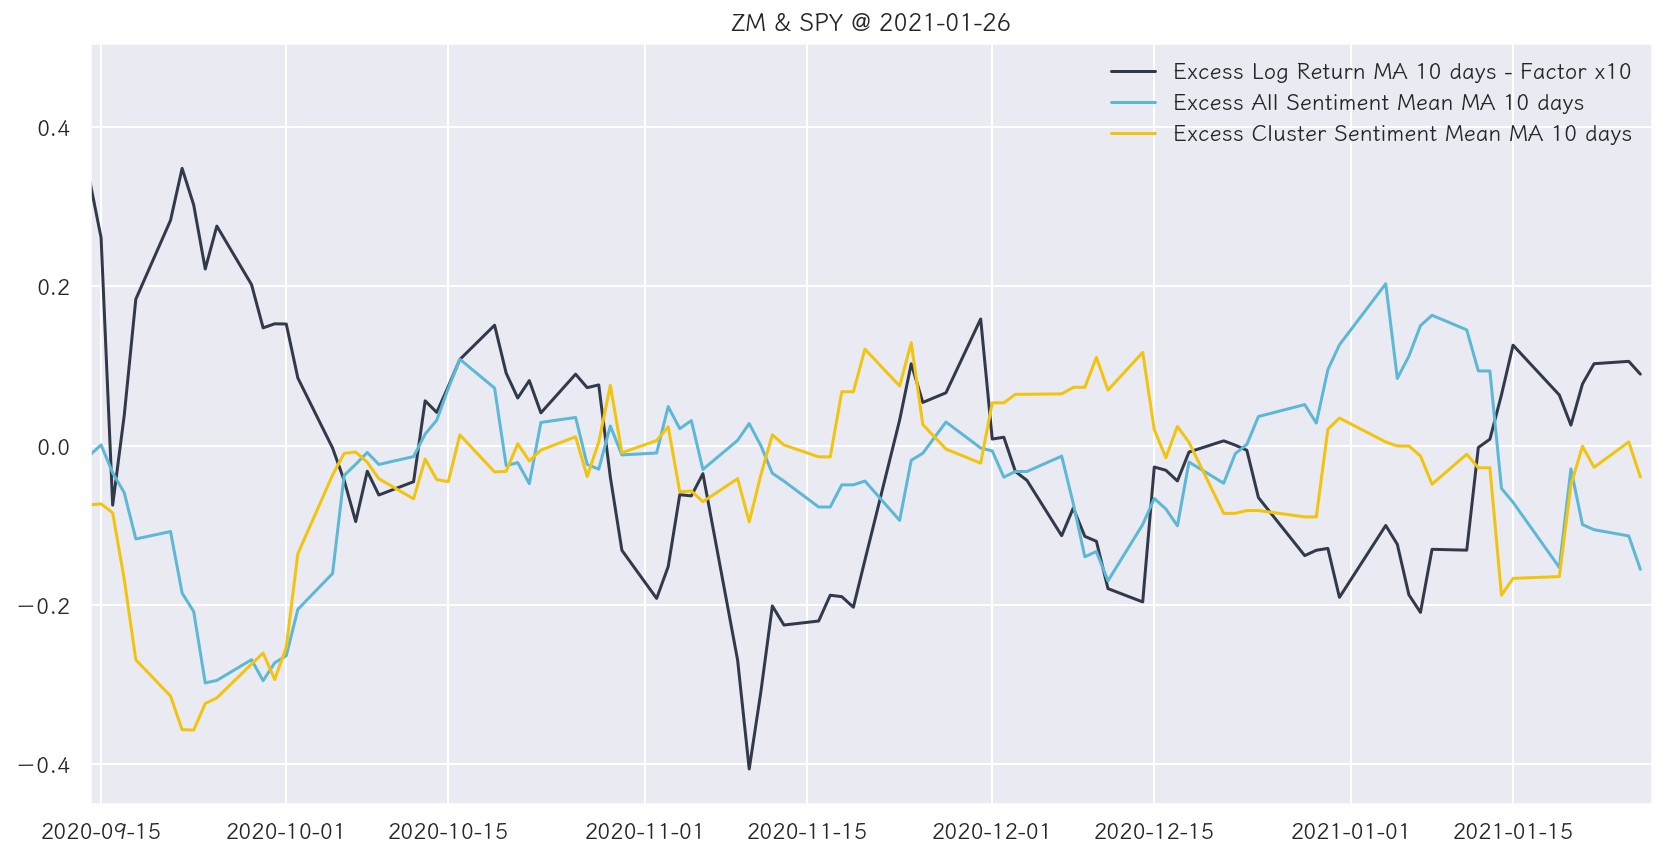 ZM & SPY @ 2021-01-26
Excess Log Return MA 10 days - Factor x10
Excess All Sentiment Mean MA 10 days
Excess Cluster Sentiment Mean MA 10 days
0.4
0.2
0.0
−0.2
−0.4
2020-09-15 2020-10-01 2020-10-15 2020-11-01 2020-11-15 2020-12-01 2020-12-15 2021-01-01 2021-01-15